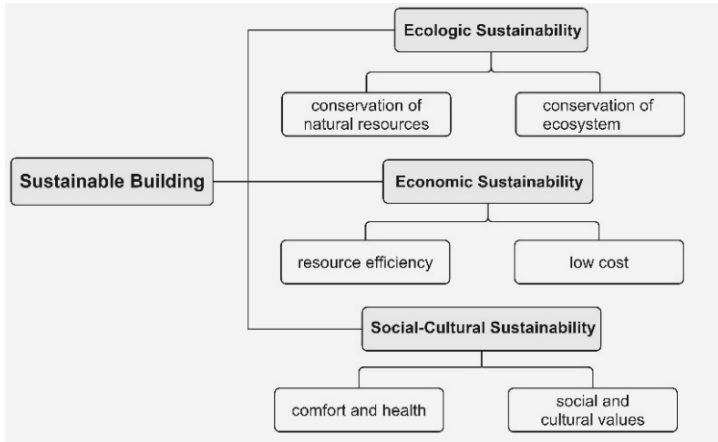 Ecologic Sustainability
conservation of
natural resources
conservation of
ecosystem
Sustainable Building
Economic Sustainability
resource efficiency
low cost
Social-Cultural Sustainability
comfort and health
social and
cultural values